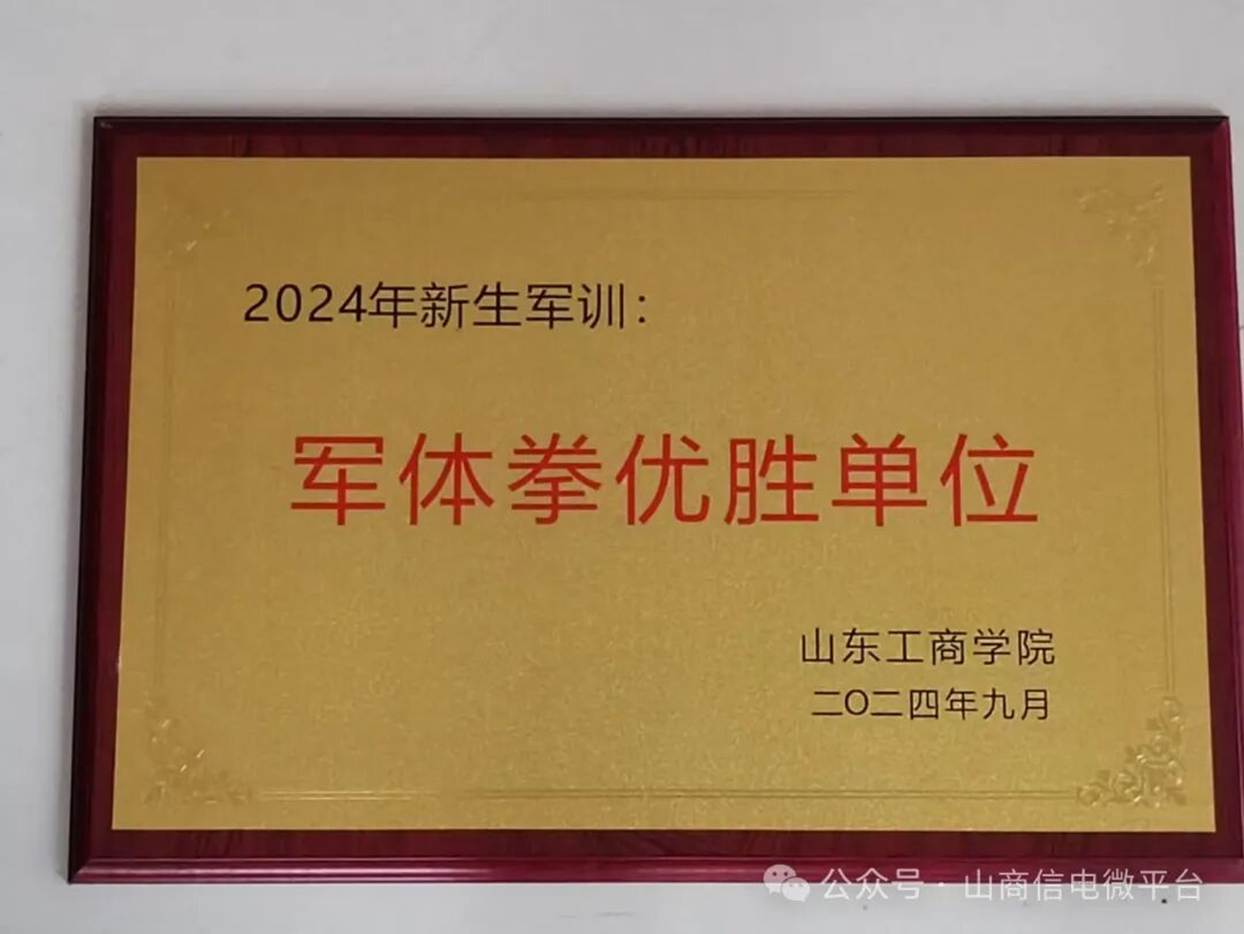 2024年新生军训：
军体拳优胜单位
山东工商学院
二〇二四年九月
公众号 · 山商信电微平台